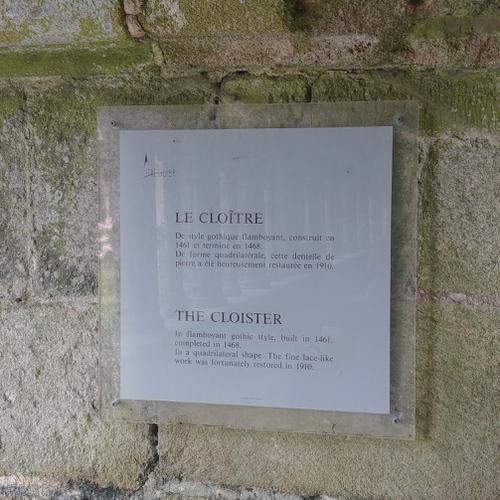 LE CLOÎTRE
De style gothique flamboyant, construit en
1461 et terminé en 1468.
De forme quadrilatérale, cette dentelle de
pierre a été heureusement restaurée en 1910.
THE CLOISTER
In flamboyant gothic style, built in 1461,
completed in 1468.
In a quadrilateral shape. The fine lace-like
work was fortunately restored in 1910.